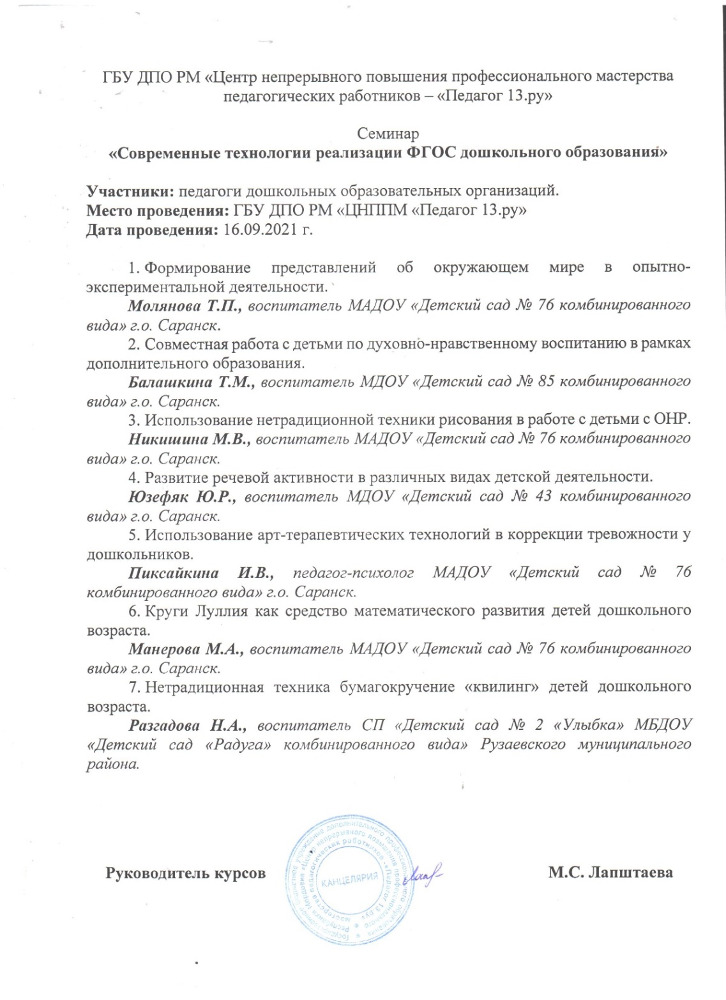 ГБУ ДПО РМ «Центр непрерывного повышения профессионального мастерства
педагогических работников – «Педагог 13.ру»
Семинар
«Современные технологии реализации ФГОС дошкольного образования»
Участники: педагоги дошкольных образовательных организаций.
Место проведения: ГБУ ДПО РМ «ЦНППМ «Педагог 13.ру»
Дата проведения: 16.09.2021 г.
1. Формирование представлений об окружающем мире в опытно-
экспериментальной деятельности.
Молянова Т.П., воспитатель МАДОУ «Детский сад № 76 комбинированного
вида» г.о. Саранск.
2. Совместная работа с детьми по духовно-нравственному воспитанию в рамках
дополнительного образования.
Балашкина Т.М., воспитатель МДОУ «Детский сад № 85 комбинированного
вида» г.о. Саранск.
3. Использование нетрадиционной техники рисования в работе с детьми с ОНР.
Никишина М.В., воспитатель МАДОУ «Детский сад № 76 комбинированного
вида» г.о. Саранск.
4. Развитие речевой активности в различных видах детской деятельности.
Юзефяк Ю.Р., воспитатель МДОУ «Детский сад № 43 комбинированного
вида» г.о. Саранск.
5. Использование арт-терапевтических технологий в коррекции тревожности у
дошкольников.
Пиксайкина И.В., педагог-психолог МАДОУ «Детский сад № 76
комбинированного вида» г.о. Саранск.
6. Круги Луллия как средство математического развития детей дошкольного
возраста.
Манерова М.А., воспитатель МАДОУ «Детский сад № 76 комбинированного
вида» г.о. Саранск.
7. Нетрадиционная техника бумагокручение «квилинг» детей дошкольного
возраста.
Разгадова Н.А., воспитатель СП «Детский сад № 2 «Улыбка» МБДОУ
«Детский сад «Радуга» комбинированного вида» Рузаевского муниципального
района.
Руководитель курсов М.С. Лапштаева
Государственное бюджетное учреждение дополнительного профессионального образования
Республики Мордовия «Центр непрерывного повышения профессионального
мастерства педагогических работников - «Педагог 13.ру»
КАНЦЕЛЯРИЯ